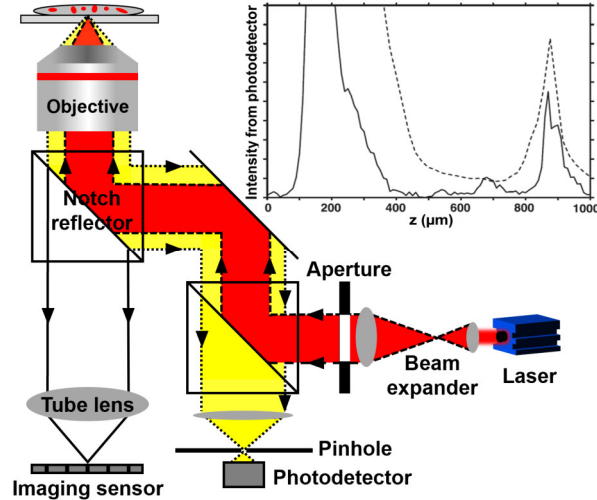 Objective
Notch
reflector
Tube lens
Imaging sensor
Aperture
Beam
expander
Laser
Pinhole
Photodetector
Intensity from photodetector
0 200 400 600 800 1000
z (μm)